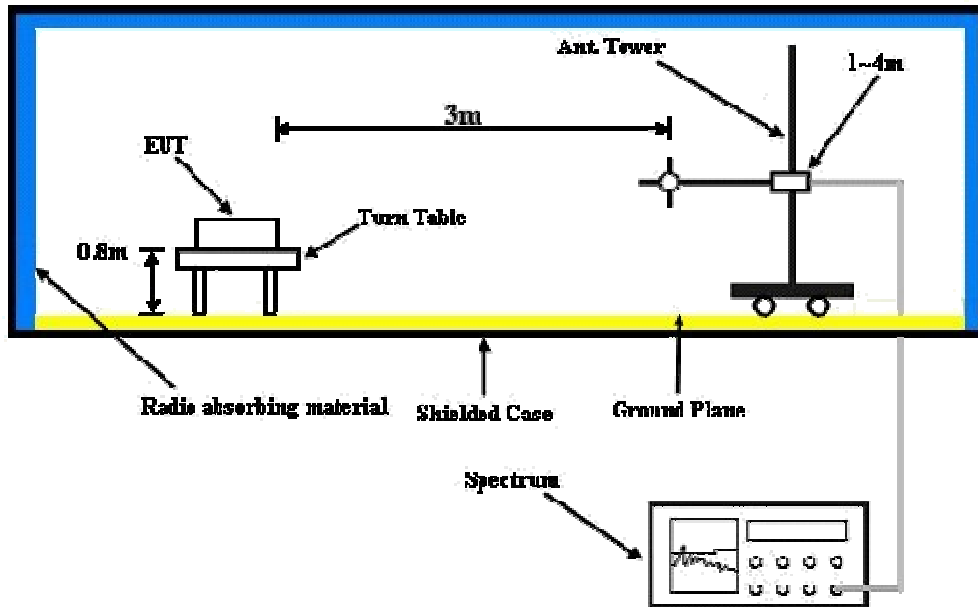 Ant. Tower
1~4m
3m
EUT
Turn Table
0.8m
Radio absorbing material
Shielded Case
Ground Plane
Spectrum